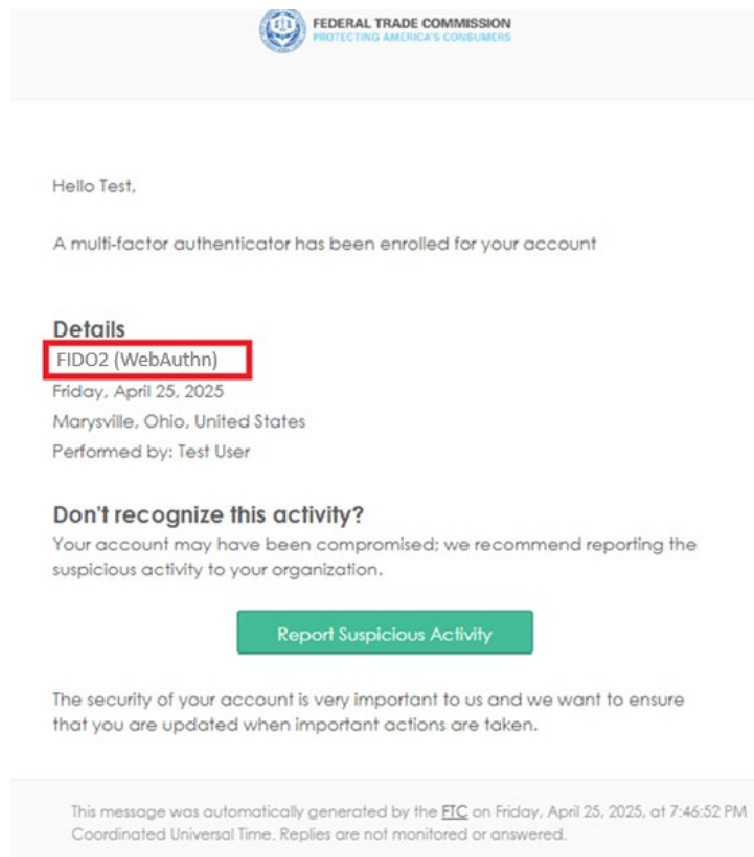 FEDERAL TRADE COMMISSION
PROTECTING AMERICA'S CONSUMERS
Hello Test,
A multi-factor authenticator has been enrolled for your account
Details
FIDO2 (WebAuthn)
Friday, April 25, 2025
Marysville, Ohio, United States
Performed by: Test User
Don't recognize this activity?
Your account may have been compromised; we recommend reporting the
suspicious activity to your organization.
Report Suspicious Activity
The security of your account is very important to us and we want to ensure
that you are updated when important actions are taken.
This message was automatically generated by the FTC on Friday, April 25, 2025, at 7:46:52 PM
Coordinated Universal Time. Replies are not monitored or answered.